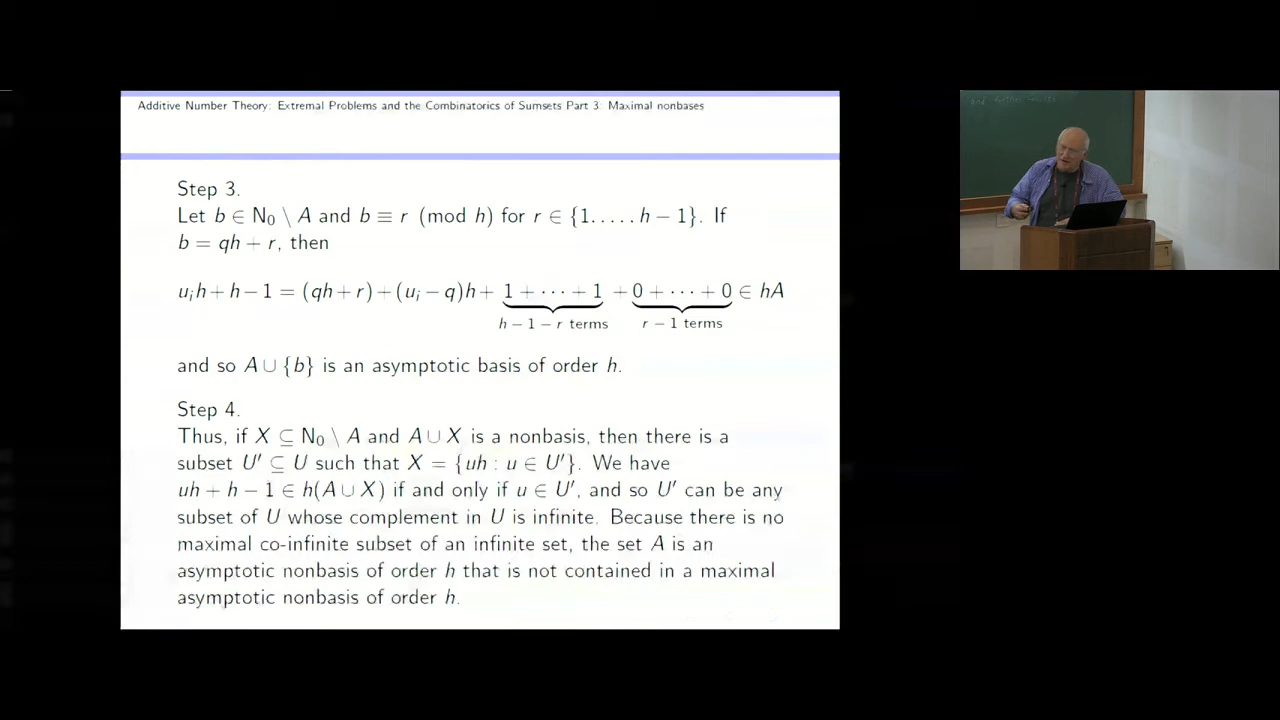 Additive Number Theory: Extremal Problems and the Combinatorics of Sumsets Part 3: Maximal nonbases
Step 3.
Let b ∈ N₀ \ A and b ≡ r (mod h) for r ∈ {1. . . . . h − 1}. If
b = qh + r, then
uᵢh + h − 1 = (qh + r) + (uᵢ − q)h + 1 + ··· + 1 + 0 + ··· + 0 ∈ hA
h − 1 − r terms r − 1 terms
and so A ∪ {b} is an asymptotic basis of order h.
Step 4.
Thus, if X ⊆ N₀ \ A and A ∪ X is a nonbasis, then there is a
subset U′ ⊆ U such that X = {uh : u ∈ U′}. We have
uh + h − 1 ∈ h(A ∪ X) if and only if u ∈ U′, and so U′ can be any
subset of U whose complement in U is infinite. Because there is no
maximal co-infinite subset of an infinite set, the set A is an
asymptotic nonbasis of order h that is not contained in a maximal
asymptotic nonbasis of order h.